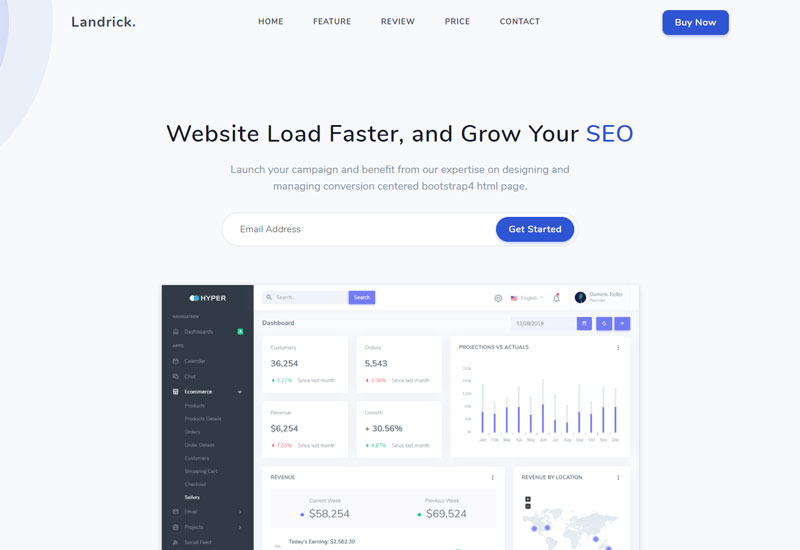 Landrick.
HOME FEATURE REVIEW PRICE CONTACT
Buy Now
Website Load Faster, and Grow Your SEO
Launch your campaign and benefit from our expertise on designing and
managing conversion centered bootstrap4 html page.
Email Address
Get Started
HYPER
NAVIGATION
Dashboards
APPS
Calendar
Chat
Ecommerce
Products
Products Details
Orders
Order Details
Customers
Shopping Cart
Checkout
Sellers
Email
Projects
Social Feed
Search...
Search
English
Dominic Keller
Founder
Dashboard
11/08/2019
Customers
36,254
5.27% Since last month
Orders
5,543
1.08% Since last month
Revenue
$6,254
7.00% Since last month
Growth
+ 30.56%
4.87% Since last month
PROJECTIONS VS ACTUALS
Jan Feb Mar Apr May Jun Jul Aug Sep Oct Nov Dec
REVENUE
Current Week
$58,254
Previous Week
$69,524
Today's Earning: $2,562.30
REVENUE BY LOCATION